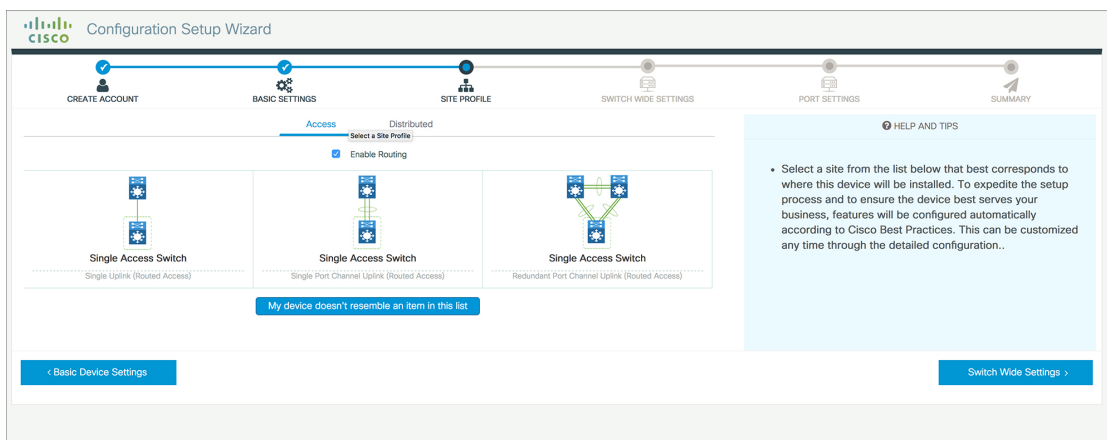 CISCO
Configuration Setup Wizard
CREATE ACCOUNT
BASIC SETTINGS
SITE PROFILE
SWITCH WIDE SETTINGS
PORT SETTINGS
SUMMARY
Access
Distributed
Select a Site Profile
Enable Routing
Single Access Switch
Single Uplink (Routed Access)
Single Access Switch
Single Port Channel Uplink (Routed Access)
Single Access Switch
Redundant Port Channel Uplink (Routed Access)
My device doesn't resemble an item in this list
HELP AND TIPS
• Select a site from the list below that best corresponds to
where this device will be installed. To expedite the setup
process and to ensure the device best serves your
business, features will be configured automatically
according to Cisco Best Practices. This can be customized
any time through the detailed configuration..
‹ Basic Device Settings
Switch Wide Settings ›